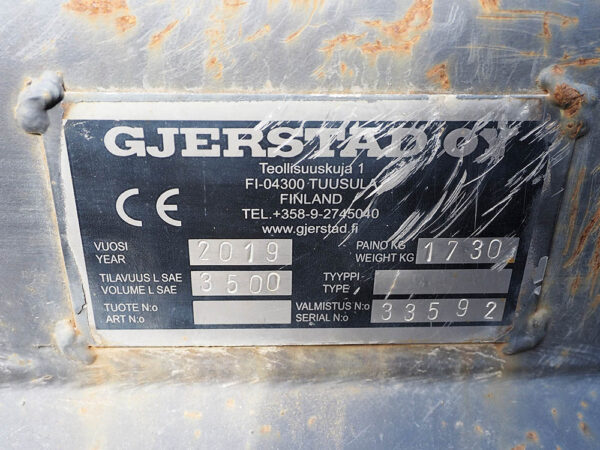 GJERSTAD OY
Teollisuuskuja 1
FI-04300 TUUSULA
FINLAND
TEL.+358-9-2745040
www.gjerstad.fi
CE
VUOSI
YEAR 2019
PAINO KG
WEIGHT KG 1730
TILAVUUS L SAE
VOLUME L SAE 3500
TYYPPI
TYPE
TUOTE N:o
ART N:o
VALMISTUS N:o
SERIAL N:o 33592